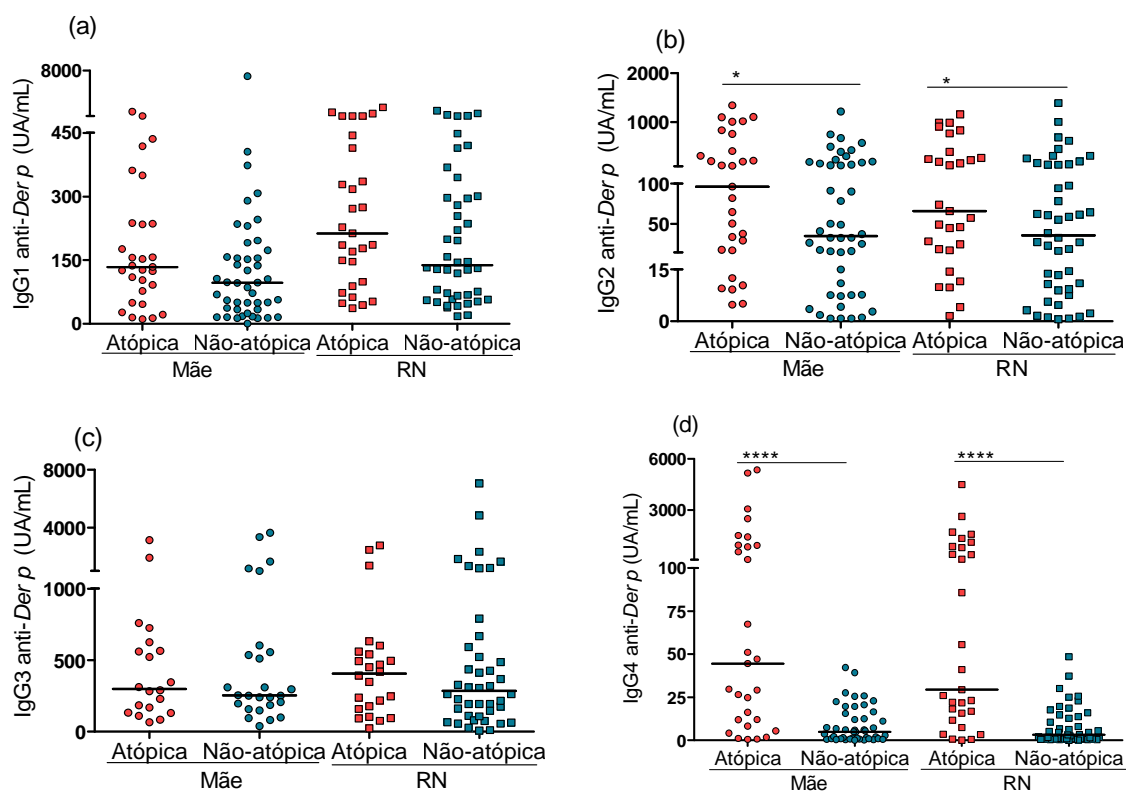 (a)
IgG1 anti-Der p (UA/mL)
8000
450
300
150
0
Atópica Não-atópica Atópica Não-atópica
Mãe RN
(b)
IgG2 anti-Der p (UA/mL)
2000
1000
100
50
15
0
* *
Atópica Não-atópica Atópica Não-atópica
Mãe RN
(c)
IgG3 anti-Der p (UA/mL)
8000
4000
1000
500
0
Atópica Não-atópica Atópica Não-atópica
Mãe RN
(d)
IgG4 anti-Der p (UA/mL)
6000
3000
100
75
50
25
0
**** ****
Atópica Não-atópica Atópica Não-atópica
Mãe RN